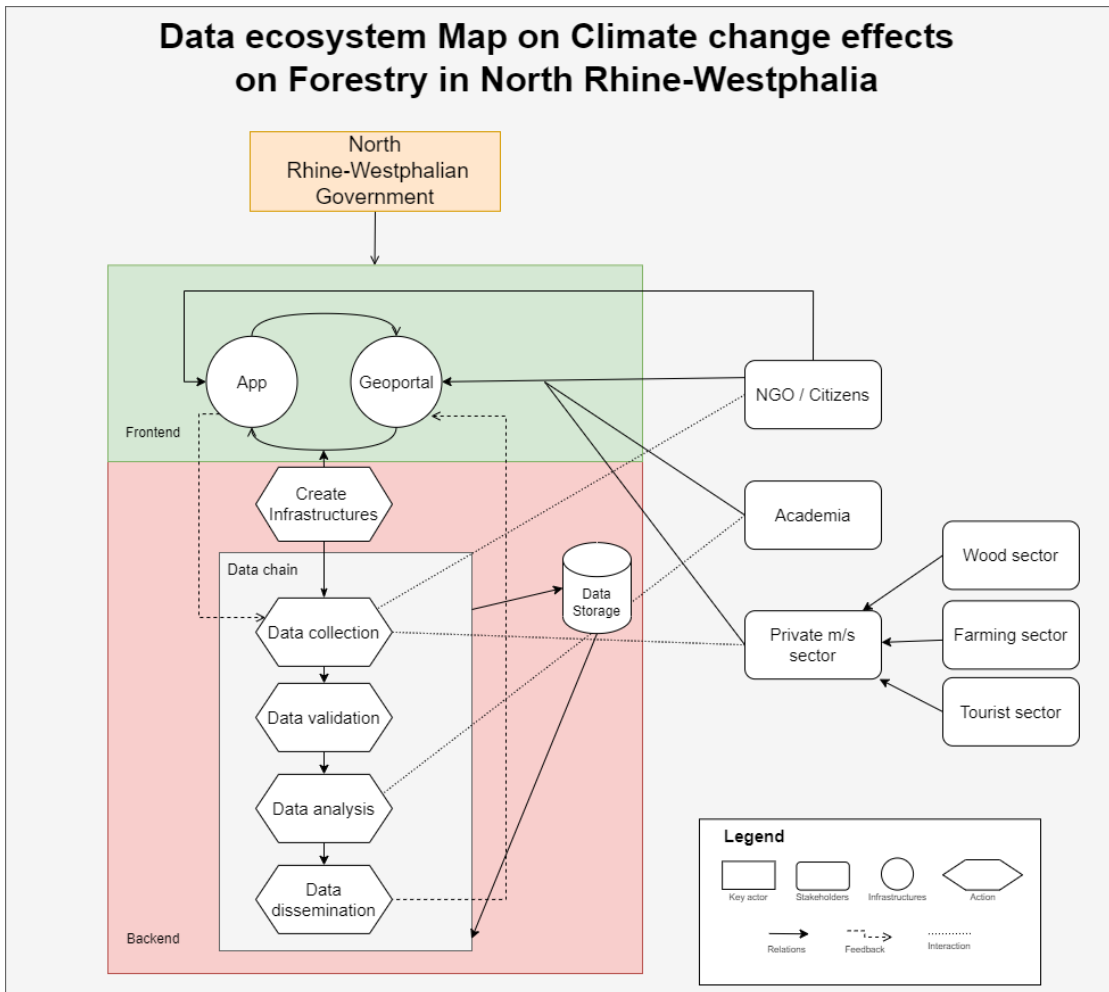 Data ecosystem Map on Climate change effects
on Forestry in North Rhine-Westphalia
North
Rhine-Westphalian
Government
App
Geoportal
Frontend
NGO / Citizens
Create
Infrastructures
Academia
Data chain
Data
Storage
Wood sector
Data collection
Private m/s
sector
Farming sector
Data validation
Tourist sector
Data analysis
Data
dissemination
Backend
Legend
Key actor
Stakeholders
Infrastructures
Action
Relations
Feedback
Interaction